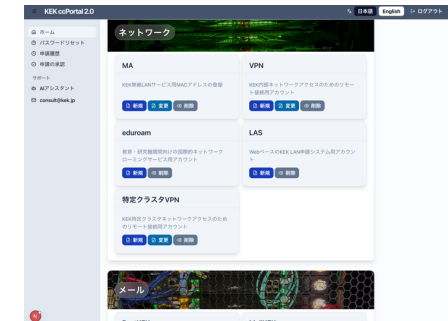 KEK ccPortal 2.0
日本語
English
ログアウト
ホーム
パスワードリセット
申請履歴
申請の承認
サポート
AIアシスタント
consult@kek.jp
ネットワーク
MA
KEK無線LANサービス用MACアドレスの登録
新規 変更 削除
VPN
KEK内部ネットワークアクセスのためのリモー
ト接続用アカウント
新規 変更 削除
eduroam
教育・研究機関間向けの国際的ネットワーク
ローミングサービス用アカウント
新規 削除
LAS
WebベースのKEK LAN申請システム用アカウン
ト
新規 削除
特定クラスタVPN
KEK特定クラスタネットワークアクセスのため
のリモート接続用アカウント
新規 変更 削除
メール